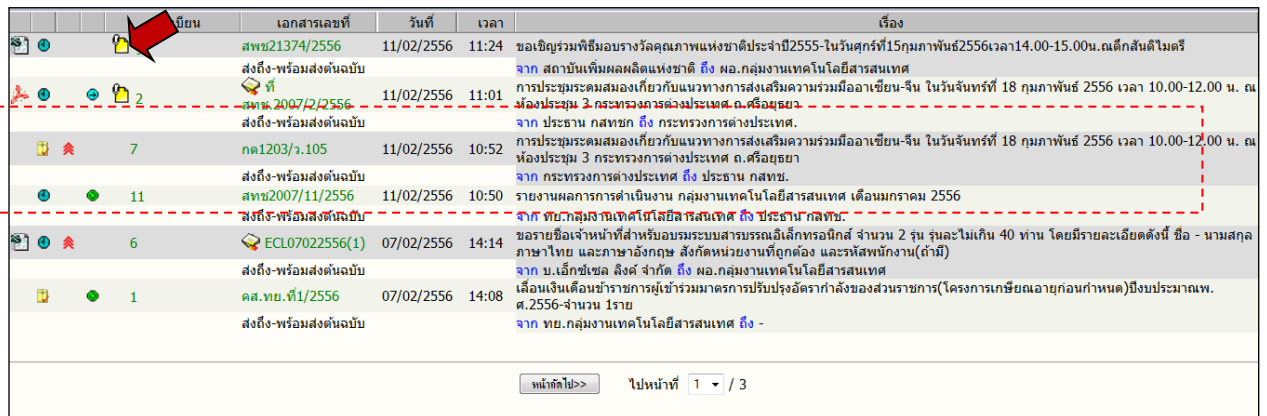 เบียน เอกสารเลขที่ วันที่ เวลา เรื่อง
สพช21374/2556 11/02/2556 11:24 ขอเชิญร่วมพิธีมอบรางวัลคุณภาพแห่งชาติประจำปี2555-ในวันศุกร์ที่15กุมภาพันธ์2556เวลา14.00-15.00น.ณตึกสันติไมตรี
ส่งถึง-พร้อมส่งต้นฉบับ จาก สถาบันเพิ่มผลผลิตแห่งชาติ ถึง ผอ.กลุ่มงานเทคโนโลยีสารสนเทศ
2 ที่ 11/02/2556 11:01 การประชุมระดมสมองเกี่ยวกับแนวทางการส่งเสริมความร่วมมืออาเซียน-จีน ในวันจันทร์ที่ 18 กุมภาพันธ์ 2556 เวลา 10.00-12.00 น. ณ
สทช.2007/2/2556 ห้องประชุม 3 กระทรวงการต่างประเทศ ถ.ศรีอยุธยา
ส่งถึง-พร้อมส่งต้นฉบับ จาก ประธาน กสทชก ถึง กระทรวงการต่างประเทศ.
7 กต1203/ว.105 11/02/2556 10:52 การประชุมระดมสมองเกี่ยวกับแนวทางการส่งเสริมความร่วมมืออาเซียน-จีน ในวันจันทร์ที่ 18 กุมภาพันธ์ 2556 เวลา 10.00-12.00 น. ณ
ห้องประชุม 3 กระทรวงการต่างประเทศ ถ.ศรีอยุธยา
ส่งถึง-พร้อมส่งต้นฉบับ จาก กระทรวงการต่างประเทศ ถึง ประธาน กสทช.
11 สทช2007/11/2556 11/02/2556 10:50 รายงานผลการการดำเนินงาน กลุ่มงานเทคโนโลยีสารสนเทศ เดือนมกราคม 2556
ส่งถึง-พร้อมส่งต้นฉบับ จาก ทย.กลุ่มงานเทคโนโลยีสารสนเทศ ถึง ประธาน กสทช.
6 ECL07022556(1) 07/02/2556 14:14 ขอรายชื่อเจ้าหน้าที่สำหรับอบรมระบบสารบรรณอิเล็กทรอนิกส์ จำนวน 2 รุ่น รุ่นละไม่เกิน 40 ท่าน โดยมีรายละเอียดดังนี้ ชื่อ - นามสกุล
ภาษาไทย และภาษาอังกฤษ สังกัดหน่วยงานที่ถูกต้อง และรหัสพนักงาน(ถ้ามี)
ส่งถึง-พร้อมส่งต้นฉบับ จาก บ.เอ็กซ์เซล ลิงค์ จำกัด ถึง ผอ.กลุ่มงานเทคโนโลยีสารสนเทศ
1 คส.ทย.ที่1/2556 07/02/2556 14:08 เลื่อนเงินเดือนข้าราชการผู้เข้าร่วมมาตรการปรับปรุงอัตรากำลังของส่วนราชการ(โครงการเกษียณอายุก่อนกำหนด)ปีงบประมาณพ.
ศ.2556-จำนวน 1ราย
ส่งถึง-พร้อมส่งต้นฉบับ จาก ทย.กลุ่มงานเทคโนโลยีสารสนเทศ ถึง -
หน้าถัดไป>> ไปหน้าที่ 1 / 3